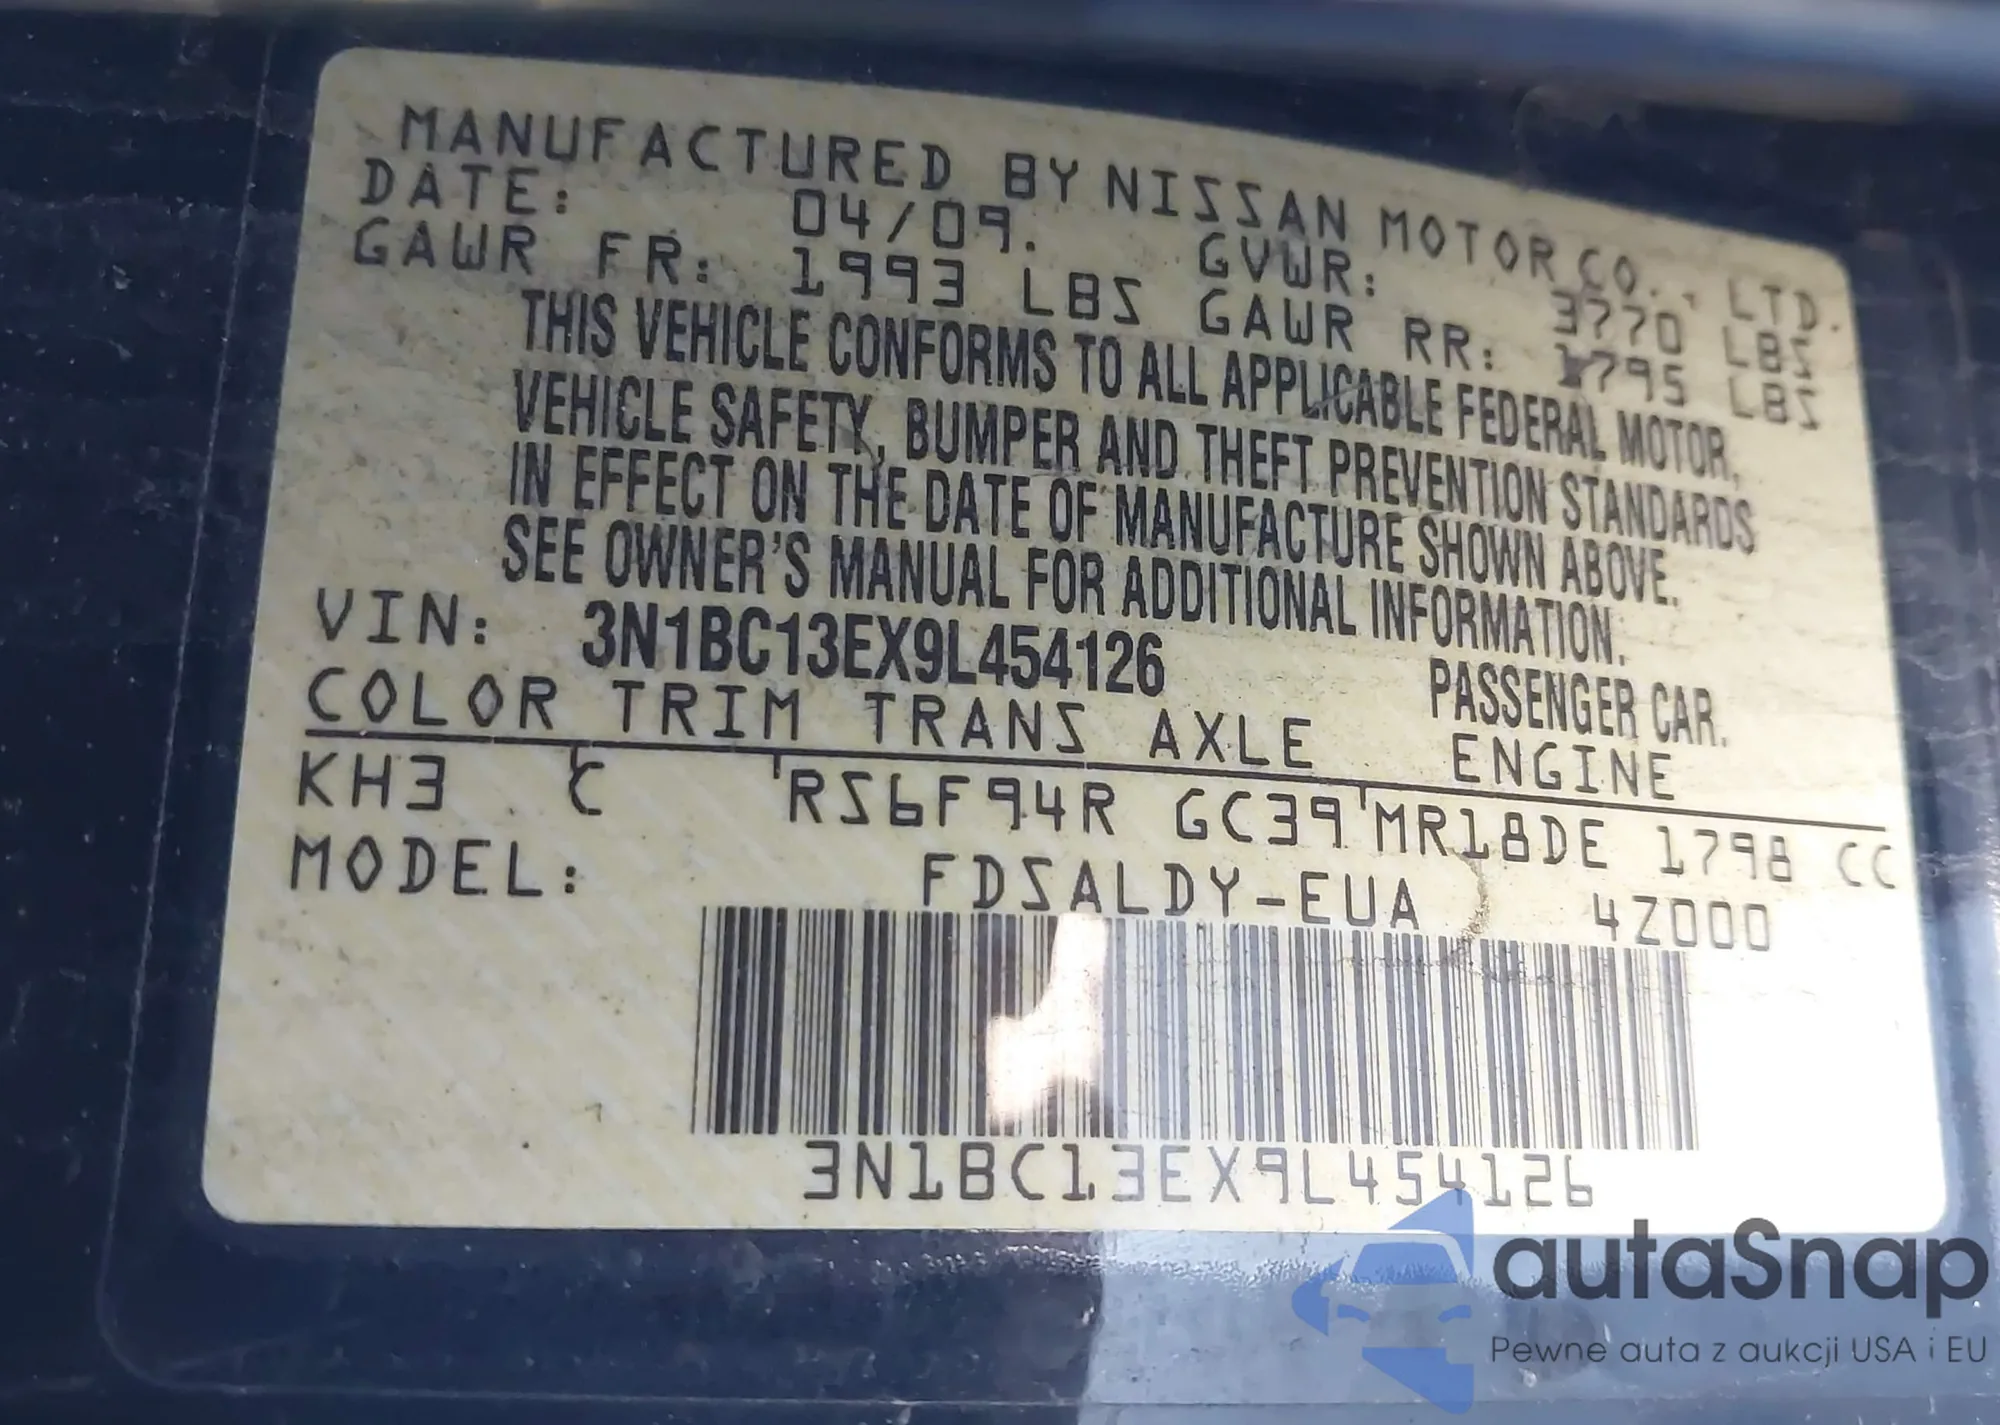 MANUFACTURED BY NISSAN MOTOR CO., LTD.
DATE: 04/09. GVWR: 3770 LBS
GAWR FR: 1993 LBS GAWR RR: 1795 LBS
THIS VEHICLE CONFORMS TO ALL APPLICABLE FEDERAL MOTOR,
VEHICLE SAFETY, BUMPER AND THEFT PREVENTION STANDARDS
IN EFFECT ON THE DATE OF MANUFACTURE SHOWN ABOVE.
SEE OWNER'S MANUAL FOR ADDITIONAL INFORMATION.
VIN: 3N1BC13EX9L454126 PASSENGER CAR.
COLOR TRIM TRANS AXLE ENGINE
KH3 C RS6F94R GC39 MR18DE 1798 CC
MODEL: FDSALDY-EUA 4Z000
3N1BC13EX9L454126
autaSnap
Pewne auta z aukcji USA i EU